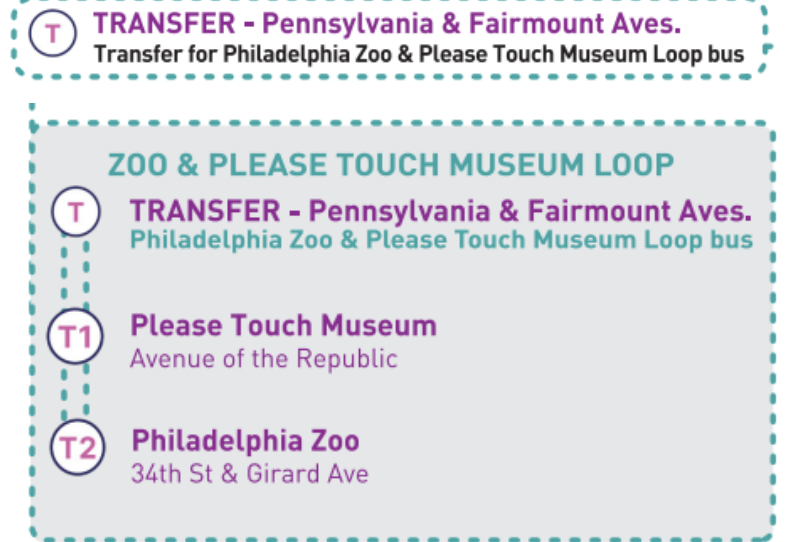 T TRANSFER - Pennsylvania & Fairmount Aves.
Transfer for Philadelphia Zoo & Please Touch Museum Loop bus
ZOO & PLEASE TOUCH MUSEUM LOOP
T TRANSFER - Pennsylvania & Fairmount Aves.
Philadelphia Zoo & Please Touch Museum Loop bus
T1 Please Touch Museum
Avenue of the Republic
T2 Philadelphia Zoo
34th St & Girard Ave